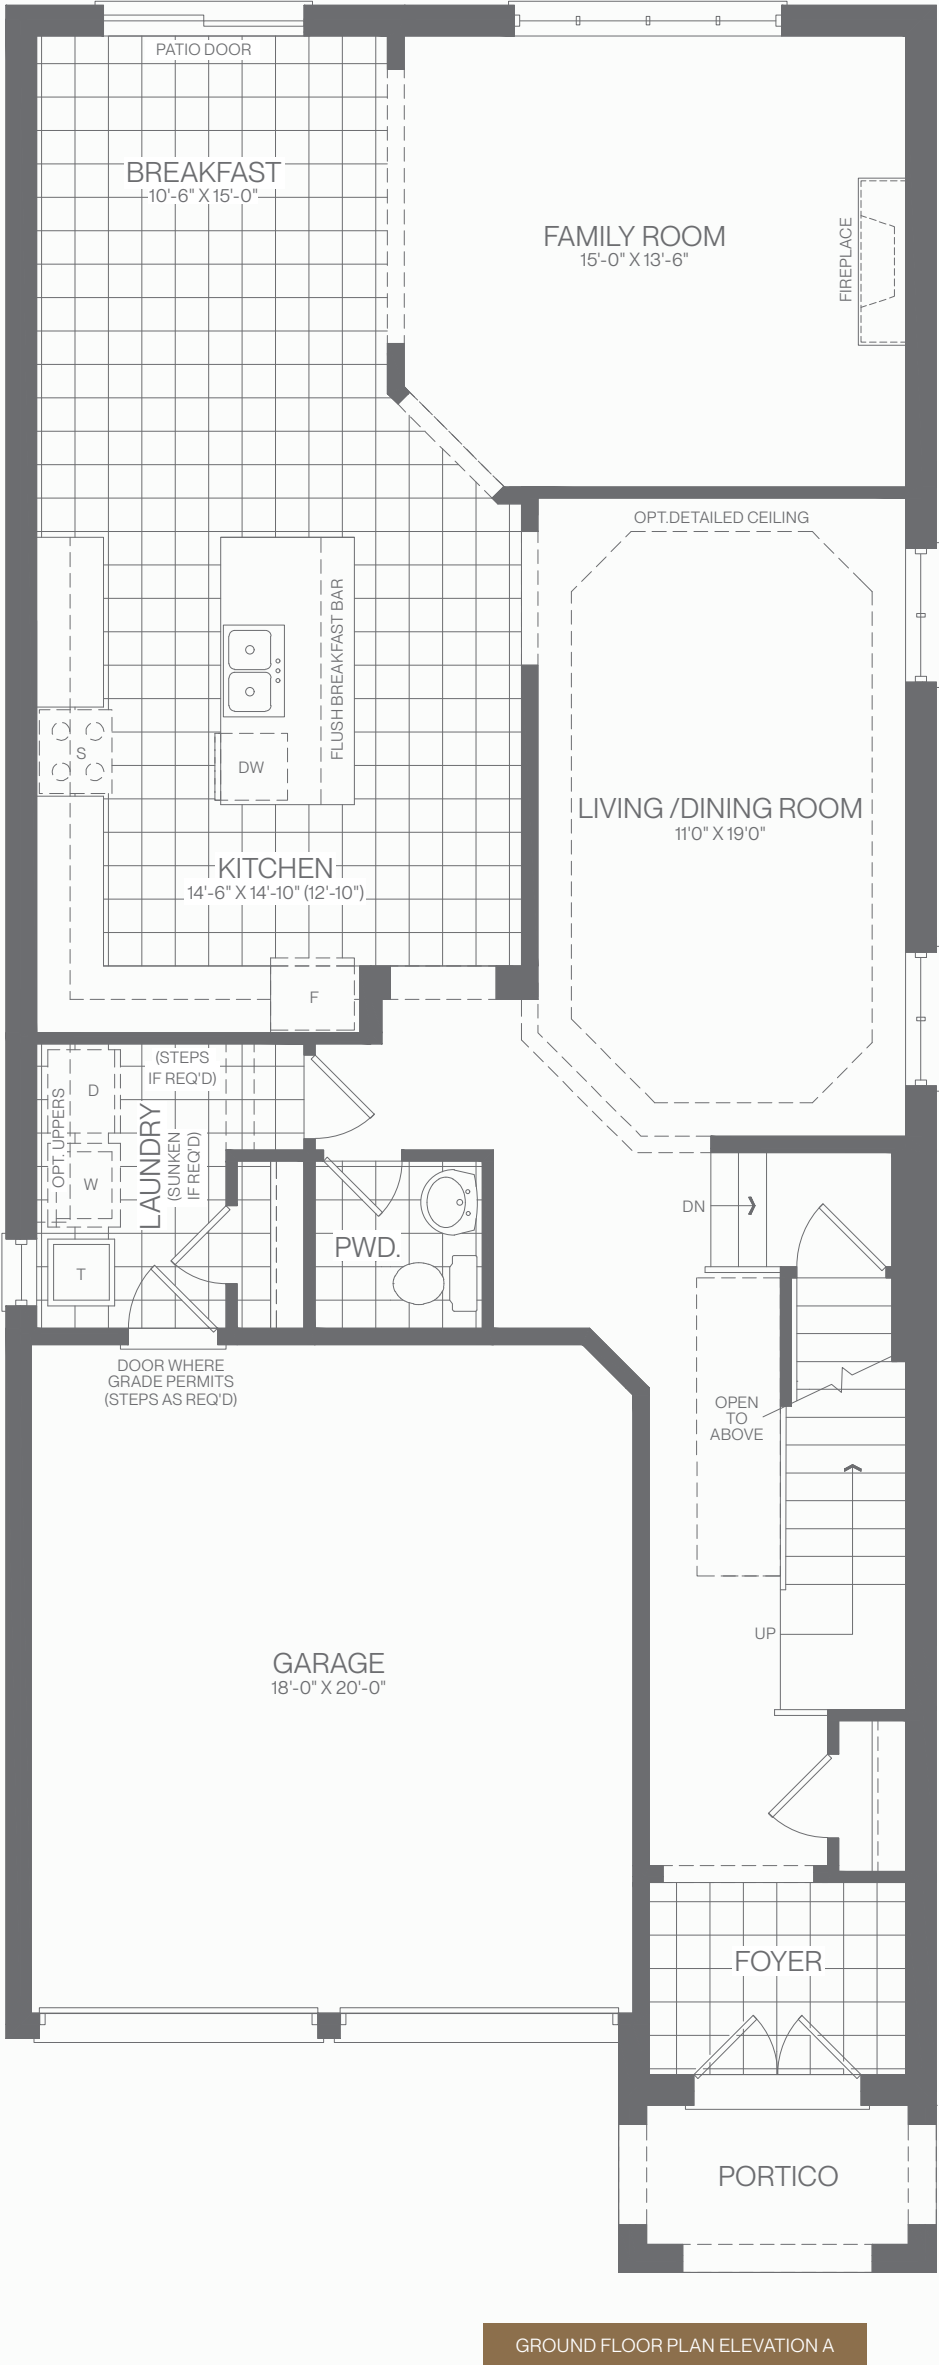 PATIO DOOR
BREAKFAST
10'-6" X 15'-0"
FAMILY ROOM
15'-0" X 13'-6"
FIREPLACE
OPT.DETAILED CEILING
FLUSH BREAKFAST BAR
S
DW
LIVING /DINING ROOM
11'0" X 19'0"
KITCHEN
14'-6" X 14'-10" (12'-10")
F
(STEPS
IF REQ'D)
OPT. UPPERS
D
W
T
LAUNDRY
(SUNKEN
IF REQ'D)
PWD.
DN
DOOR WHERE
GRADE PERMITS
(STEPS AS REQ'D)
OPEN
TO
ABOVE
UP
GARAGE
18'-0" X 20'-0"
FOYER
PORTICO
GROUND FLOOR PLAN ELEVATION A